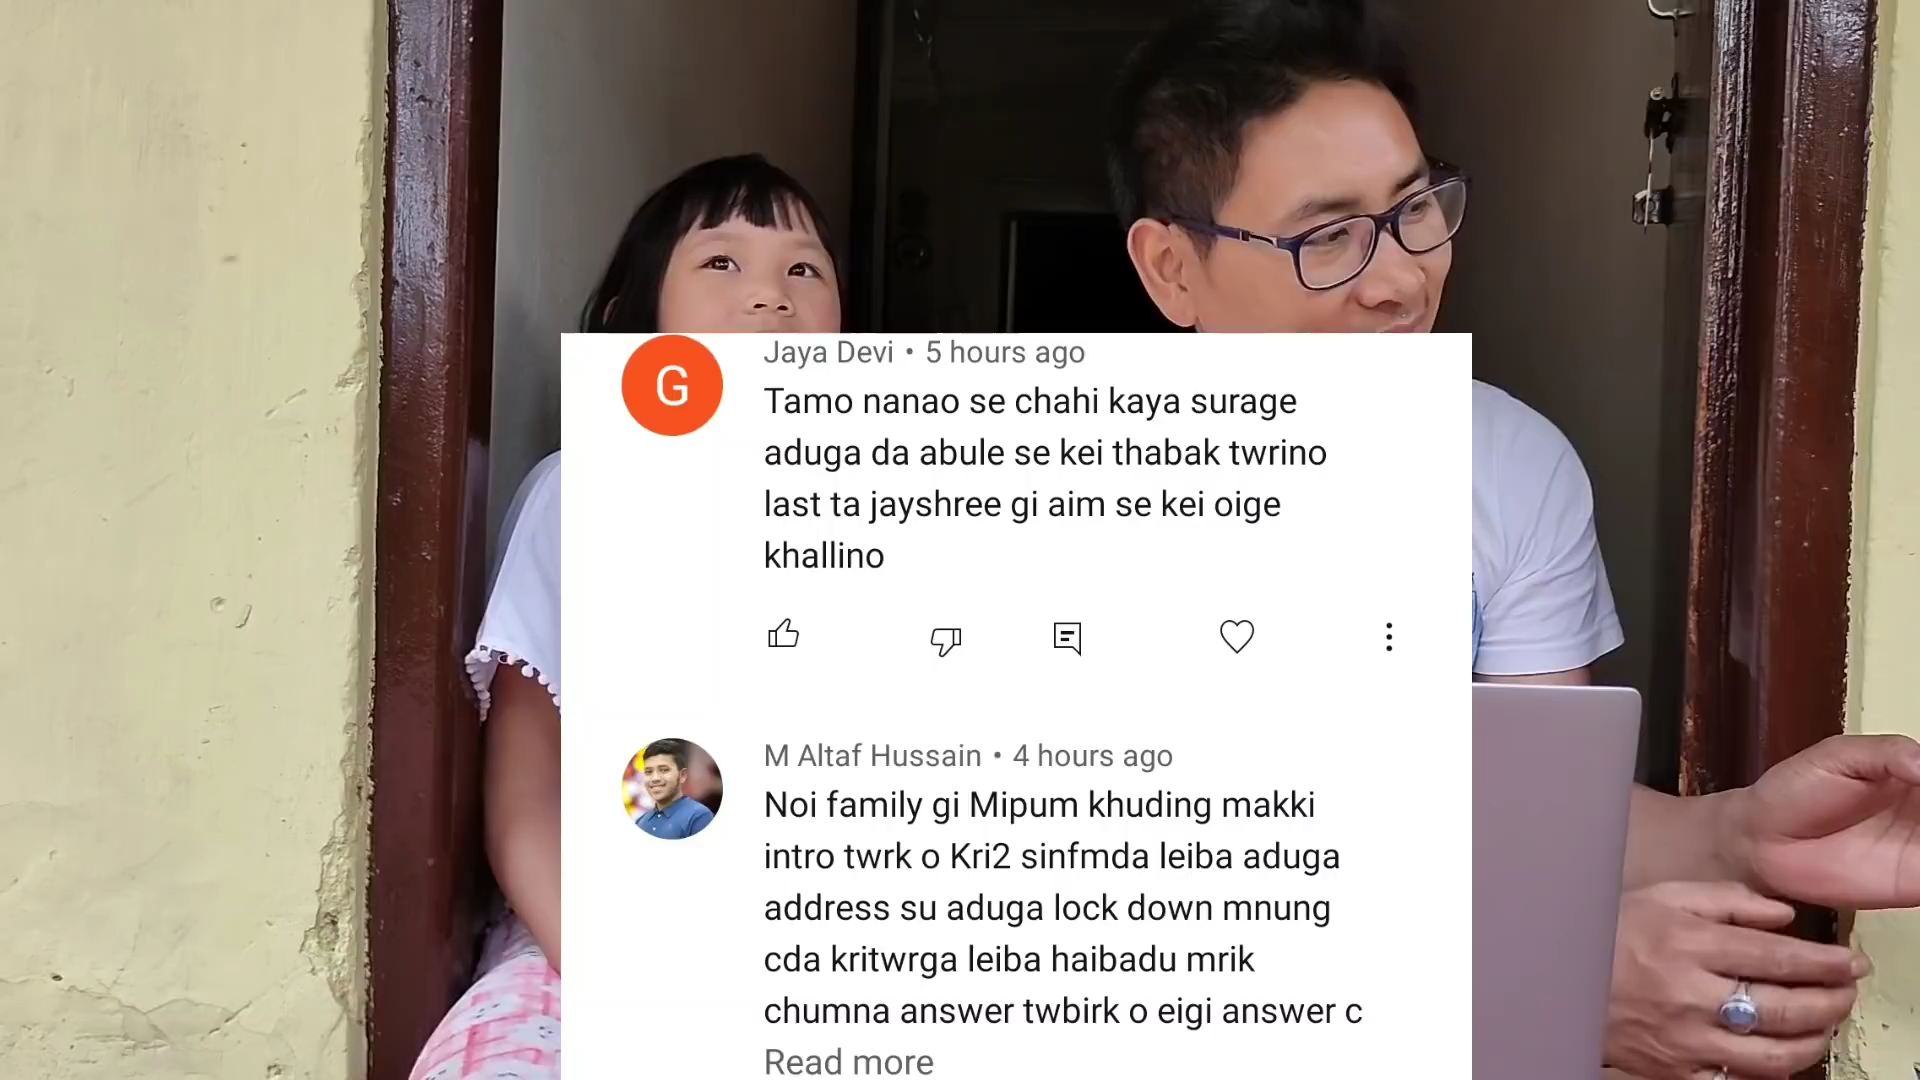 G
Jaya Devi • 5 hours ago
Tamo nanao se chahi kaya surage
aduga da abule se kei thabak twrino
last ta jayshree gi aim se kei oige
khallino
M Altaf Hussain • 4 hours ago
Noi family gi Mipum khuding makki
intro twrk o Kri2 sinfmda leiba aduga
address su aduga lock down mnung
cda kritwrga leiba haibadu mrik
chumna answer twbirk o eigi answer c
Read more